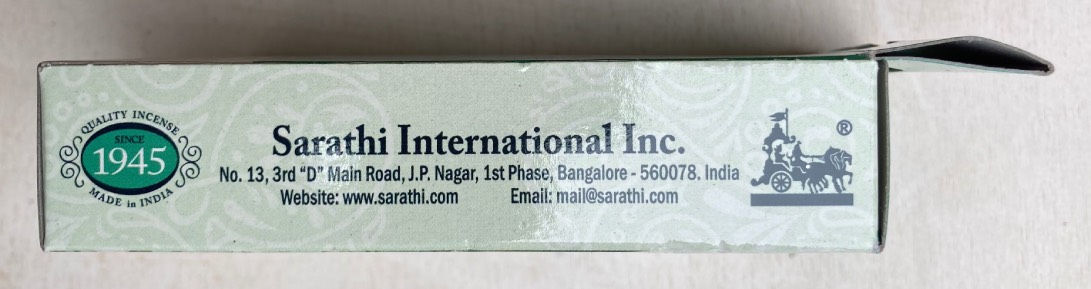 QUALITY INCENSE
SINCE
1945
MADE in INDIA
Sarathi International Inc.
No. 13, 3rd “D” Main Road, J.P. Nagar, 1st Phase, Bangalore - 560078. India
Website: www.sarathi.com Email: mail@sarathi.com
®